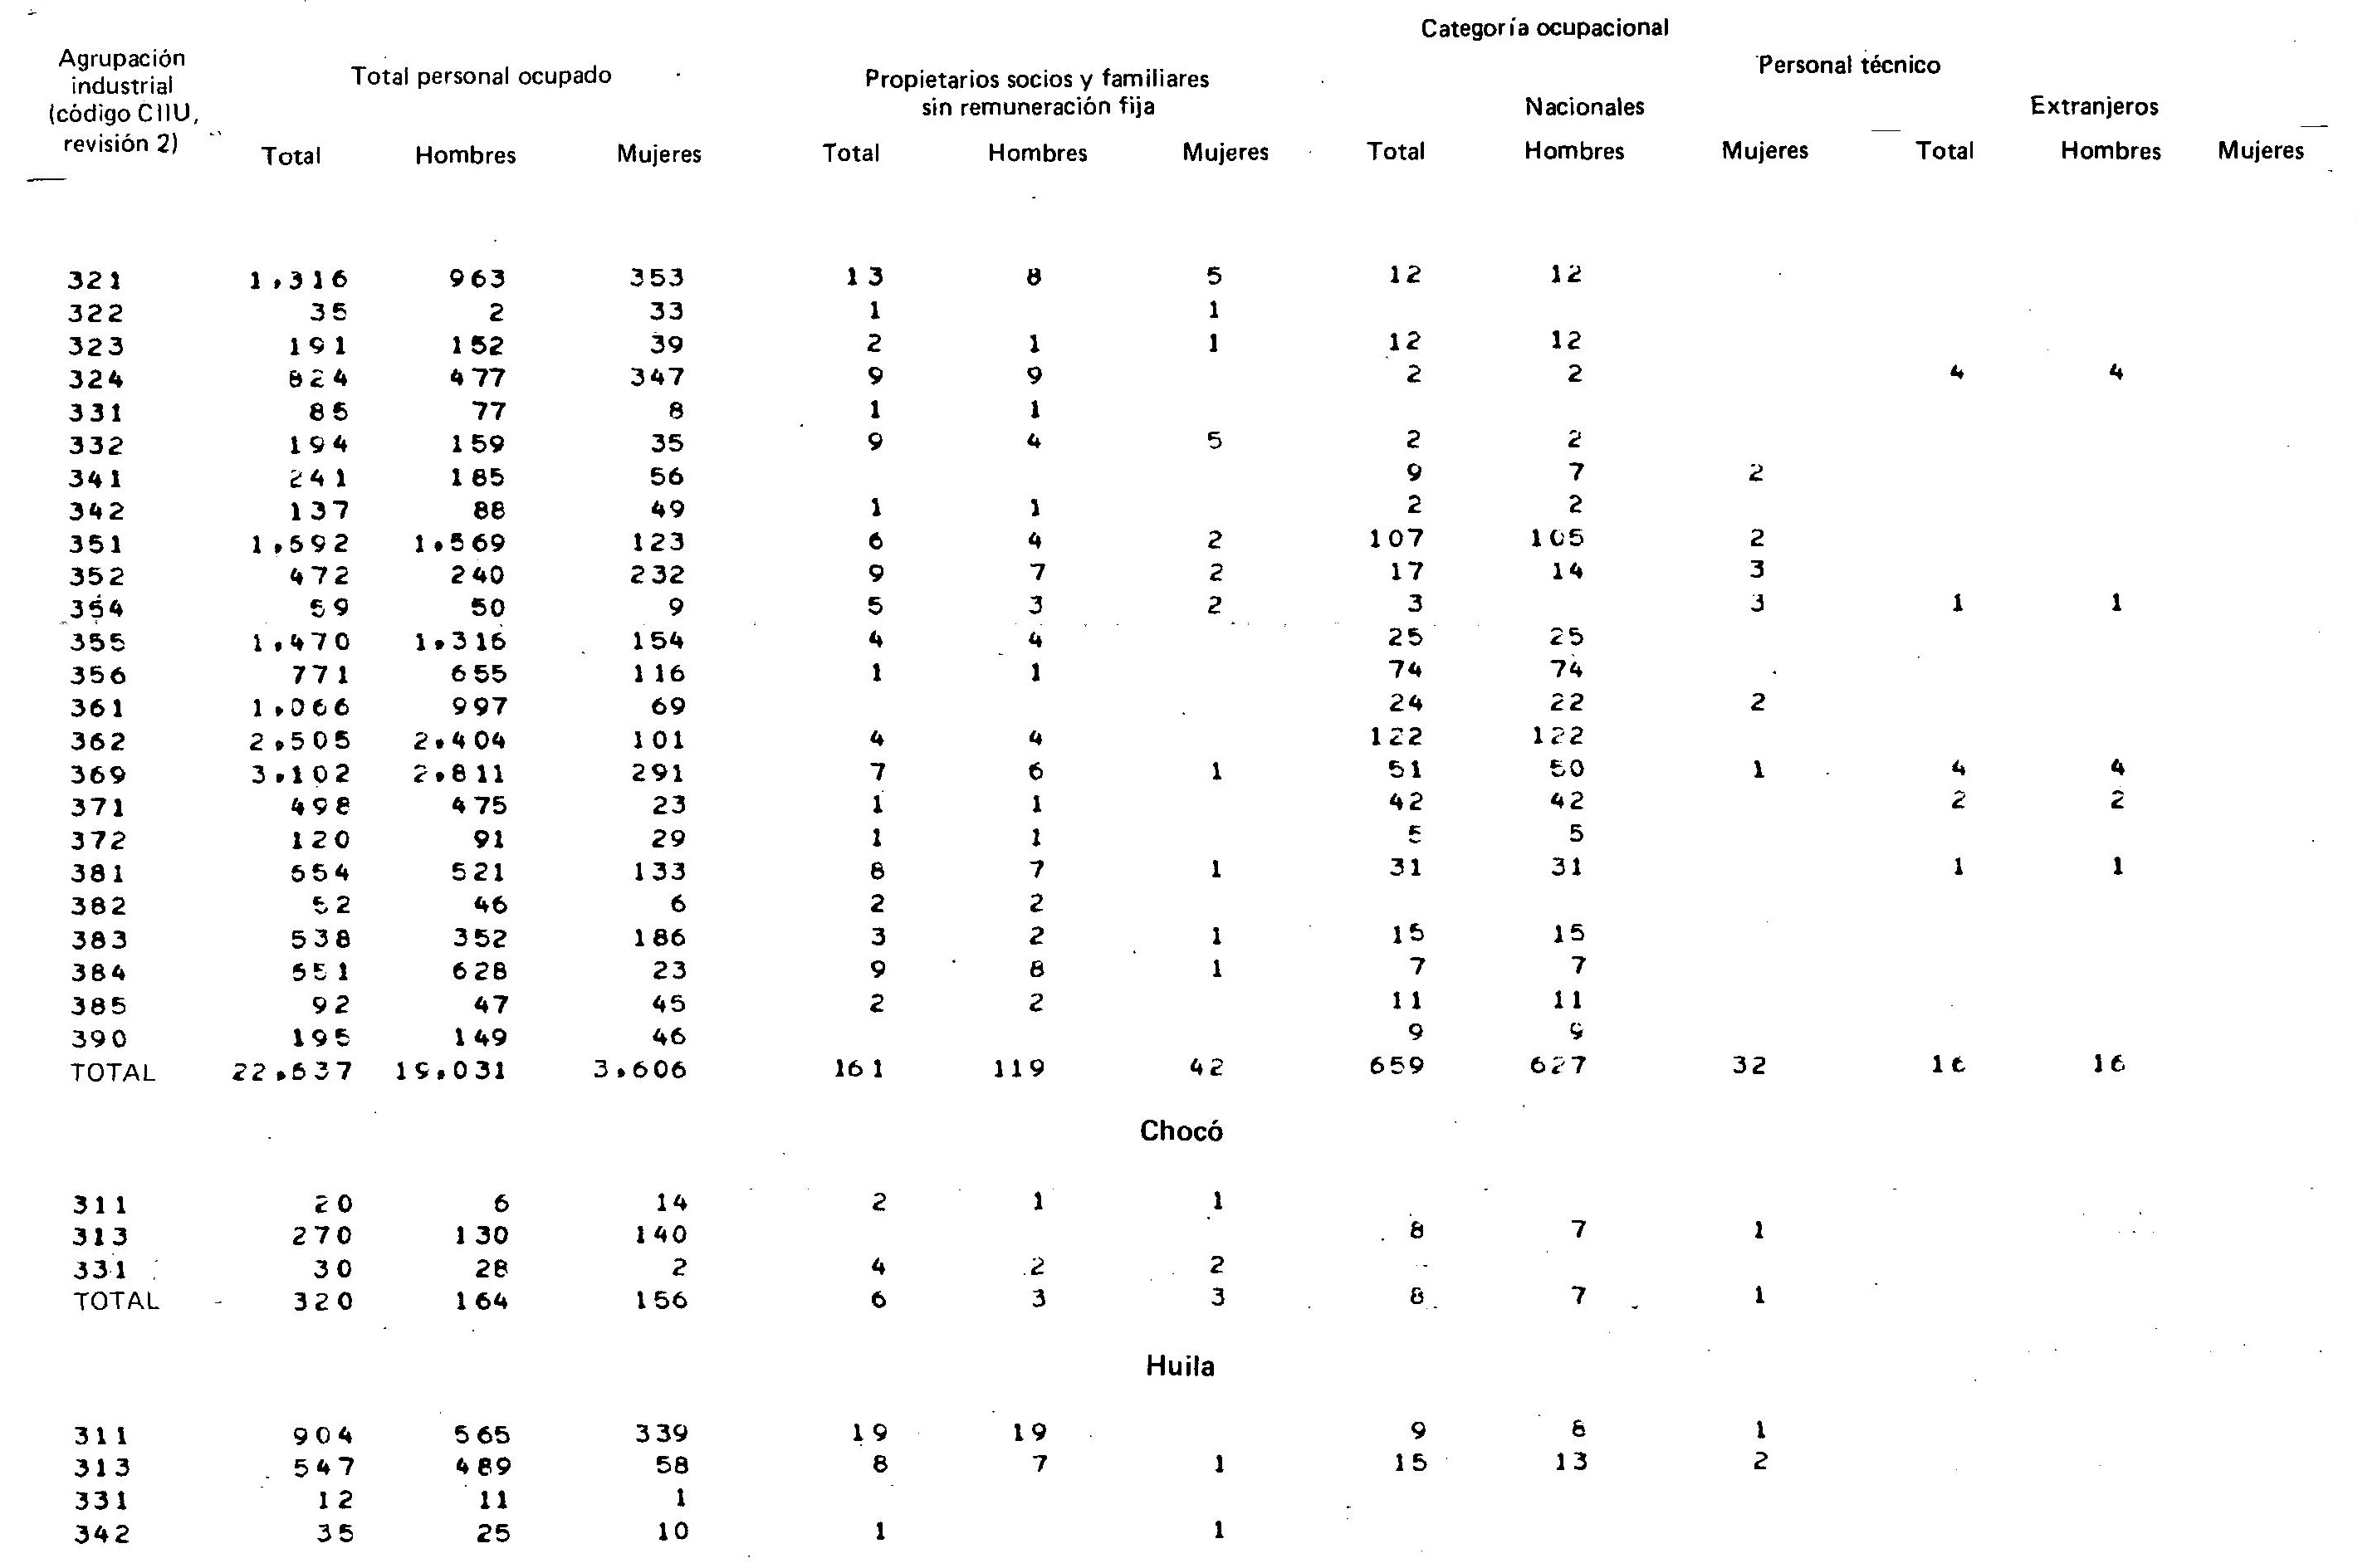 Categoría ocupacional
Agrupación industrial (código CIIU, revisión 2) Total personal ocupado Propietarios socios y familiares sin remuneración fija Personal técnico
Nacionales Extranjeros
Total Hombres Mujeres Total Hombres Mujeres Total Hombres Mujeres Total Hombres Mujeres
321 1,316 963 353 13 8 5 12 12
322 35 2 33 1 1
323 191 152 39 2 1 1 12 12
324 824 477 347 9 9 2 2 4 4
331 85 77 8 1 1
332 194 159 35 9 4 5 2 2
341 241 185 56 9 7 2
342 137 88 49 1 1 2 2
351 1,692 1,569 123 6 4 2 107 105 2
352 472 240 232 9 7 2 17 14 3
354 59 50 9 5 3 2 3 3 1 1
355 1,470 1,316 154 4 4 25 25
356 771 655 116 1 1 74 74
361 1,066 997 69 24 22 2
362 2,505 2,404 101 4 4 122 122
369 3,102 2,811 291 7 6 1 51 50 1 4 4
371 498 475 23 1 1 42 42 2 2
372 120 91 29 1 1 5 5
381 654 521 133 8 7 1 31 31 1 1
382 52 46 6 2 2
383 538 352 186 3 2 1 15 15
384 651 628 23 9 8 1 7 7
385 92 47 45 2 2 11 11
390 195 149 46 9 9
TOTAL 22,637 19,031 3,606 161 119 42 659 627 32 16 16
Chocó
311 20 6 14 2 1 1
313 270 130 140 8 7 1
331 30 28 2 4 2 2
TOTAL 320 164 156 6 3 3 8 7 1
Huila
311 904 565 339 19 19 9 8 1
313 547 489 58 8 7 1 15 13 2
331 12 11 1
342 35 25 10 1 1